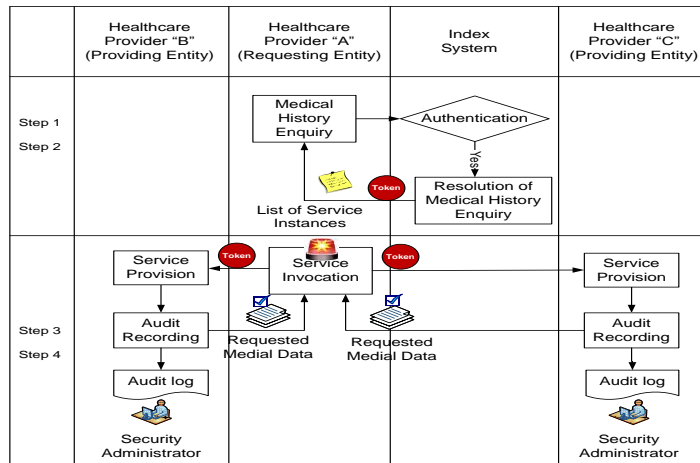 Healthcare
Provider "B"
(Providing Entity)
Healthcare
Provider "A"
(Requesting Entity)
Index
System
Healthcare
Provider "C"
(Providing Entity)
Step 1
Step 2
Medical
History
Enquiry
Authentication
Yes
Token
Resolution of
Medical History
Enquiry
List of Service
Instances
Step 3
Step 4
Service
Provision
Token
Service
Invocation
Token
Service
Provision
Audit
Recording
Requested
Medial Data
Requested
Medial Data
Audit
Recording
Audit log
Audit log
Security
Administrator
Security
Administrator